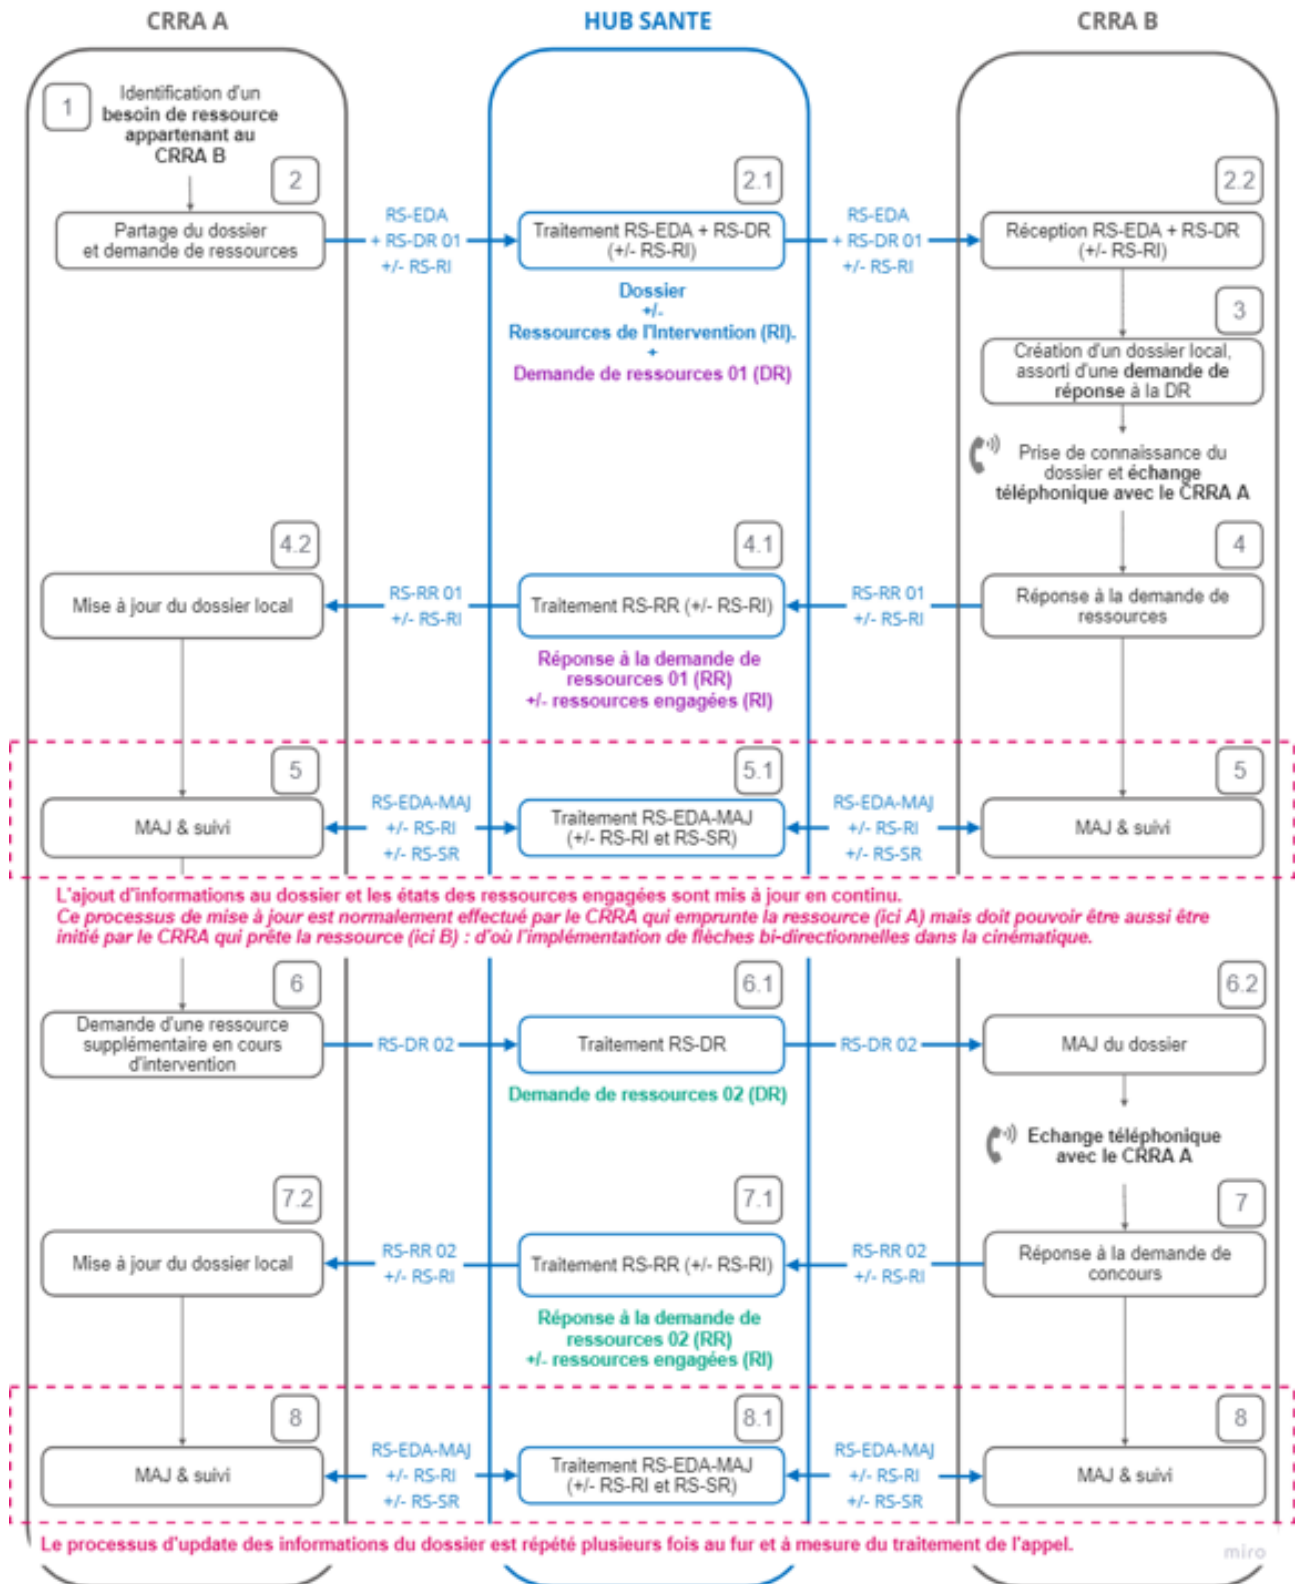 CRRA A
HUB SANTE
CRRA B
1
Identification d'un
besoin de ressource
appartenant au
CRRA B
2
2.1
2.2
Partage du dossier
et demande de ressources
RS-EDA
+ RS-DR 01
+/- RS-RI
Traitement RS-EDA + RS-DR
(+/- RS-RI)
RS-EDA
+ RS-DR 01
+/- RS-RI
Réception RS-EDA + RS-DR
(+/- RS-RI)
Dossier
+/-
Ressources de l'Intervention (RI).
+
Demande de ressources 01 (DR)
3
Création d'un dossier local,
assorti d'une demande de
réponse à la DR
Prise de connaissance du
dossier et échange
téléphonique avec le CRRA A
4.2
4.1
4
Mise à jour du dossier local
RS-RR 01
+/- RS-RI
Traitement RS-RR (+/- RS-RI)
RS-RR 01
+/- RS-RI
Réponse à la demande de
ressources
Réponse à la demande de
ressources 01 (RR)
+/- ressources engagées (RI)
5
5.1
5
MAJ & suivi
RS-EDA-MAJ
+/- RS-RI
+/- RS-SR
Traitement RS-EDA-MAJ
(+/- RS-RI et RS-SR)
RS-EDA-MAJ
+/- RS-RI
+/- RS-SR
MAJ & suivi
L'ajout d'informations au dossier et les états des ressources engagées sont mis à jour en continu.
Ce processus de mise à jour est normalement effectué par le CRRA qui emprunte la ressource (ici A) mais doit pouvoir être aussi être
initié par le CRRA qui prête la ressource (ici B) : d'où l'implémentation de flèches bi-directionnelles dans la cinématique.
6
6.1
6.2
Demande d'une ressource
supplémentaire en cours
d'intervention
RS-DR 02
Traitement RS-DR
RS-DR 02
MAJ du dossier
Demande de ressources 02 (DR)
Echange téléphonique
avec le CRRA A
7.2
7.1
7
Mise à jour du dossier local
RS-RR 02
+/- RS-RI
Traitement RS-RR (+/- RS-RI)
RS-RR 02
+/- RS-RI
Réponse à la demande de
concours
Réponse à la demande de
ressources 02 (RR)
+/- ressources engagées (RI)
8
8.1
8
MAJ & suivi
RS-EDA-MAJ
+/- RS-RI
+/- RS-SR
Traitement RS-EDA-MAJ
(+/- RS-RI et RS-SR)
RS-EDA-MAJ
+/- RS-RI
+/- RS-SR
MAJ & suivi
Le processus d'update des informations du dossier est répété plusieurs fois au fur et à mesure du traitement de l'appel.
miro